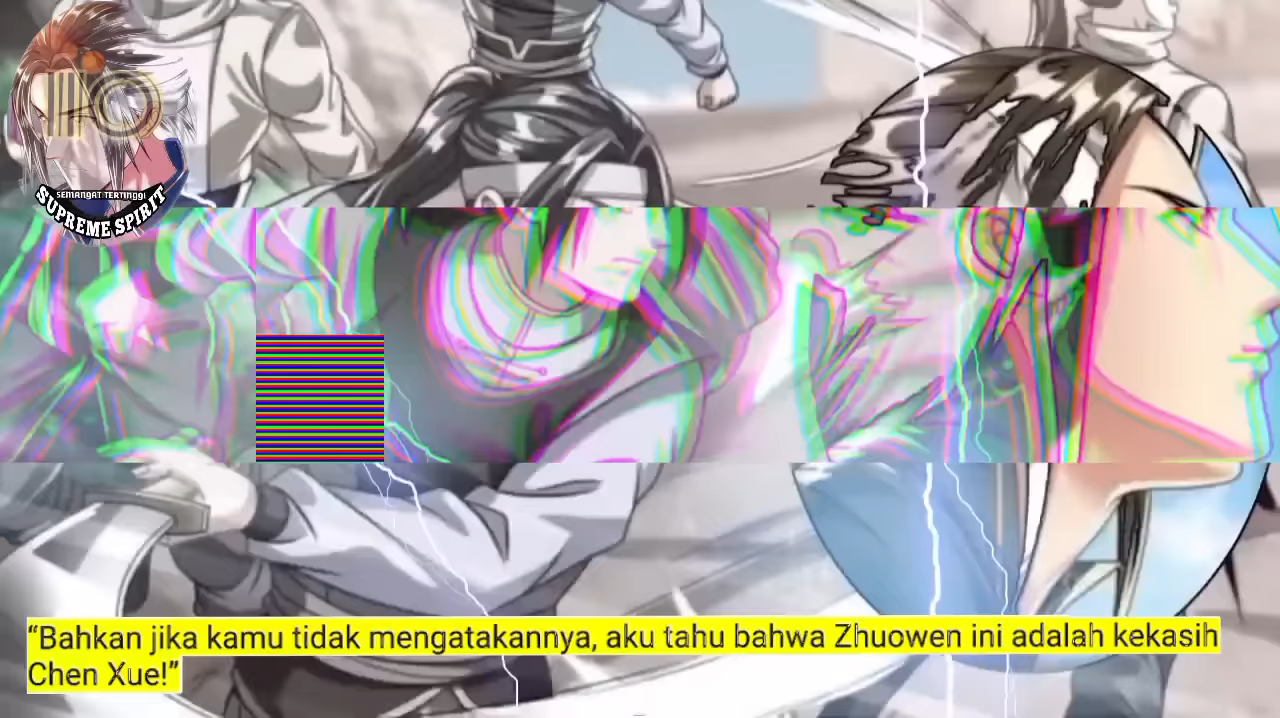 SEMANGAT TERTINGGI
SUPREME SPIRIT
“Bahkan jika kamu tidak mengatakannya, aku tahu bahwa Zhuowen ini adalah kekasih
Chen Xue!”